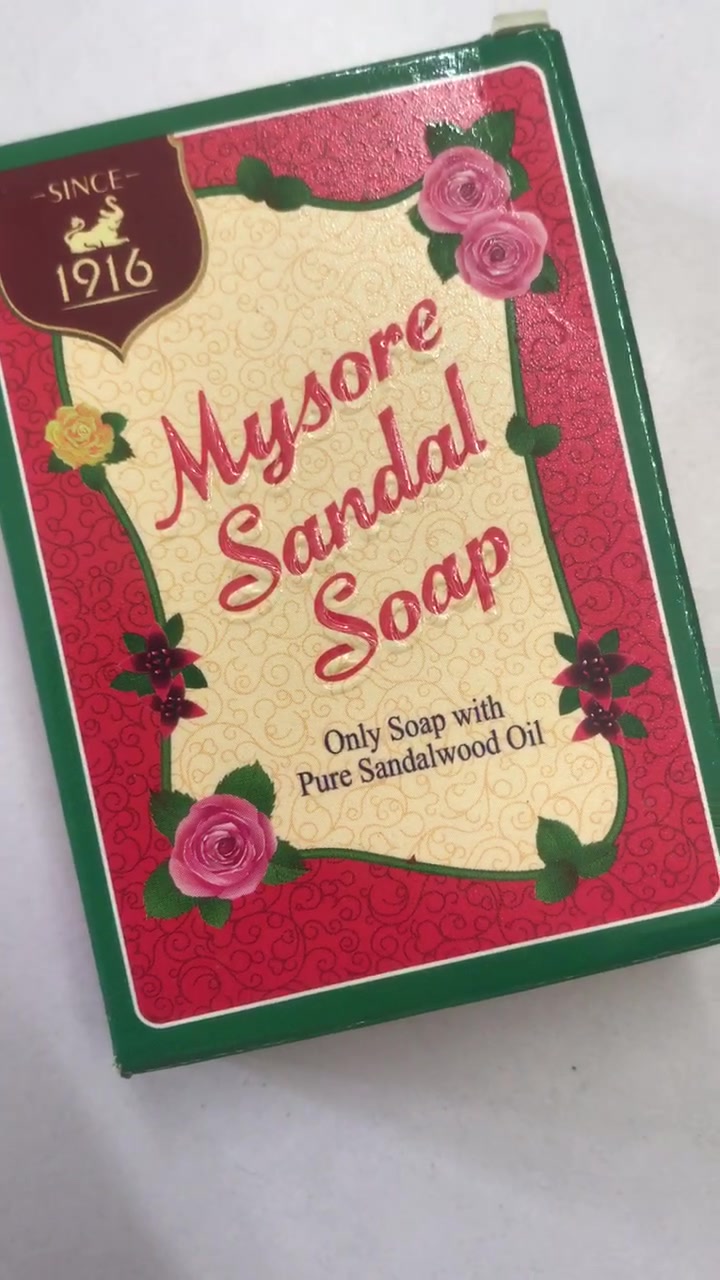 -SINCE-
1916
Mysore
Sandal
Soap
Only Soap with
Pure Sandalwood Oil